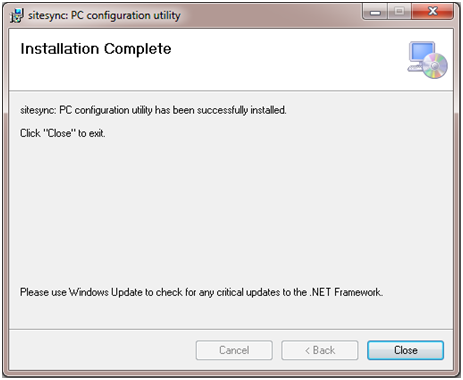 sitesync: PC configuration utility
Installation Complete
sitesync: PC configuration utility has been successfully installed.
Click "Close" to exit.
Please use Windows Update to check for any critical updates to the .NET Framework.
Cancel
< Back
Close